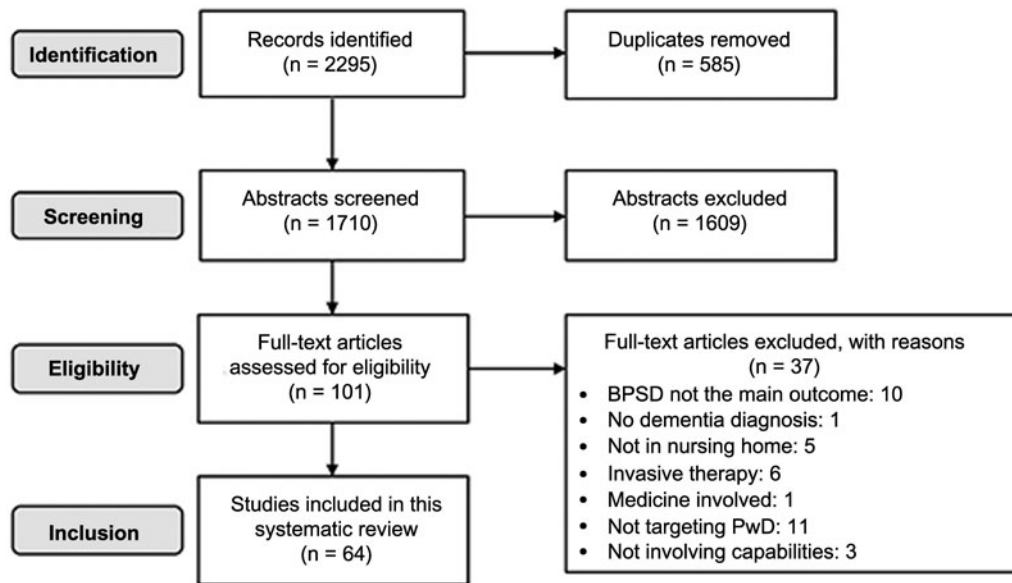 Identification
Records identified
(n = 2295)
Duplicates removed
(n = 585)
Screening
Abstracts screened
(n = 1710)
Abstracts excluded
(n = 1609)
Eligibility
Full-text articles
assessed for eligibility
(n = 101)
Full-text articles excluded, with reasons
(n = 37)
• BPSD not the main outcome: 10
• No dementia diagnosis: 1
• Not in nursing home: 5
• Invasive therapy: 6
• Medicine involved: 1
• Not targeting PwD: 11
• Not involving capabilities: 3
Inclusion
Studies included in this
systematic review
(n = 64)